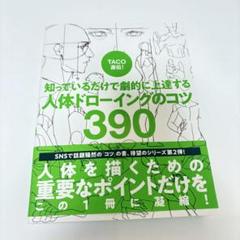 TACO
直伝!
知っているだけで劇的に上達する
人体ドローイングのコツ
390
SNSで話題騒然の"コツ"の書、待望のシリーズ第2弾!
人体を描くための
重要なポイントだけを
この1冊に凝縮!